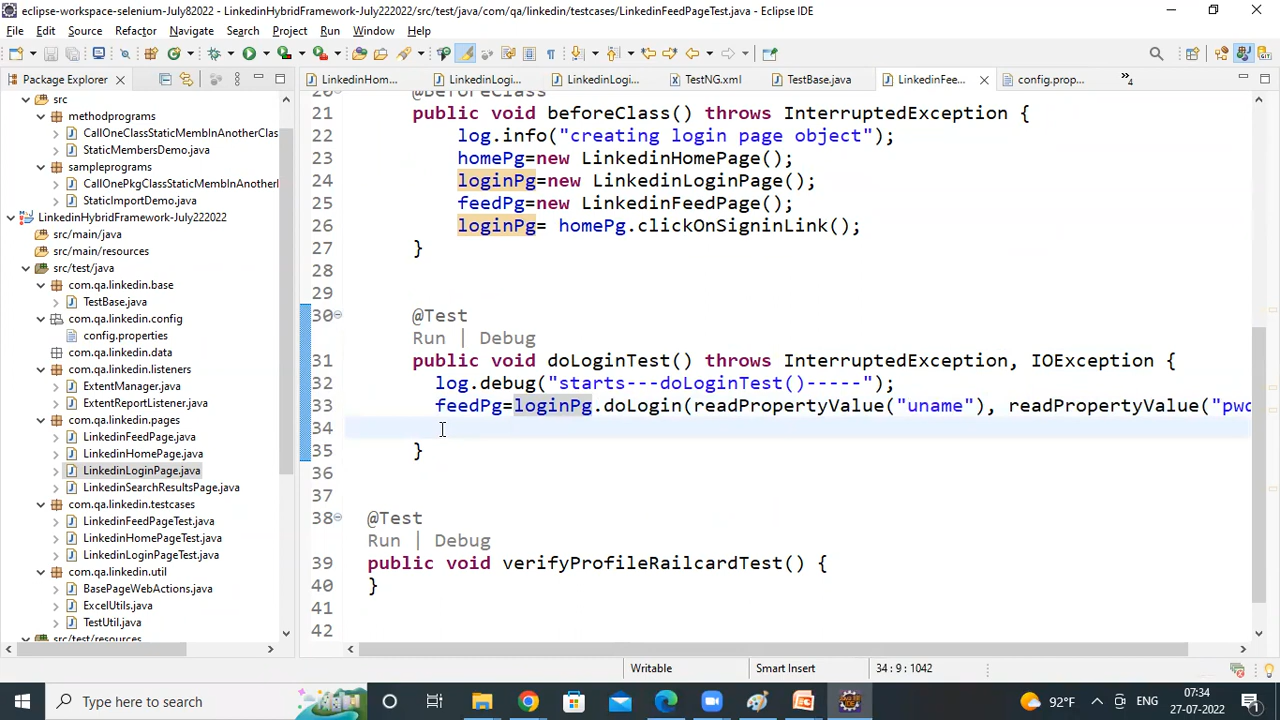 eclipse-workspace-selenium-July82022 - LinkedinHybridFramework-July222022/src/test/java/com/qa/linkedin/testcases/LinkedinFeedPageTest.java - Eclipse IDE
File Edit Source Refactor Navigate Search Project Run Window Help
Package Explorer
LinkedinHom... LinkedinLogi... LinkedinLogi... TestNG.xml TestBase.java LinkedinFee... config.prop... »4
src
methodprograms
CallOneClassStaticMembInAnotherClas
StaticMembersDemo.java
sampleprograms
CallOnePkgClassStaticMembInAnotherl
StaticImportDemo.java
LinkedinHybridFramework-July222022
src/main/java
src/main/resources
src/test/java
com.qa.linkedin.base
TestBase.java
com.qa.linkedin.config
config.properties
com.qa.linkedin.data
com.qa.linkedin.listeners
ExtentManager.java
ExtentReportListener.java
com.qa.linkedin.pages
LinkedinFeedPage.java
LinkedinHomePage.java
LinkedinLoginPage.java
LinkedinSearchResultsPage.java
com.qa.linkedin.testcases
LinkedinFeedPageTest.java
LinkedinHomePageTest.java
LinkedinLoginPageTest.java
com.qa.linkedin.util
BasePageWebActions.java
ExcelUtils.java
TestUtil.java
src/test/resources
20 @BeforeClass
21 public void beforeClass() throws InterruptedException {
22 log.info("creating login page object");
23 homePg=new LinkedinHomePage();
24 loginPg=new LinkedinLoginPage();
25 feedPg=new LinkedinFeedPage();
26 loginPg= homePg.clickOnSigninLink();
27 }
28
29
30 @Test
Run | Debug
31 public void doLoginTest() throws InterruptedException, IOException {
32 log.debug("starts---doLoginTest()-----");
33 feedPg=loginPg.doLogin(readPropertyValue("uname"), readPropertyValue("pwd
34
35 }
36
37
38 @Test
Run | Debug
39 public void verifyProfileRailcardTest() {
40 }
41
42
Writable Smart Insert 34 : 9 : 1042
Type here to search
92°F ENG 07:34 27-07-2022